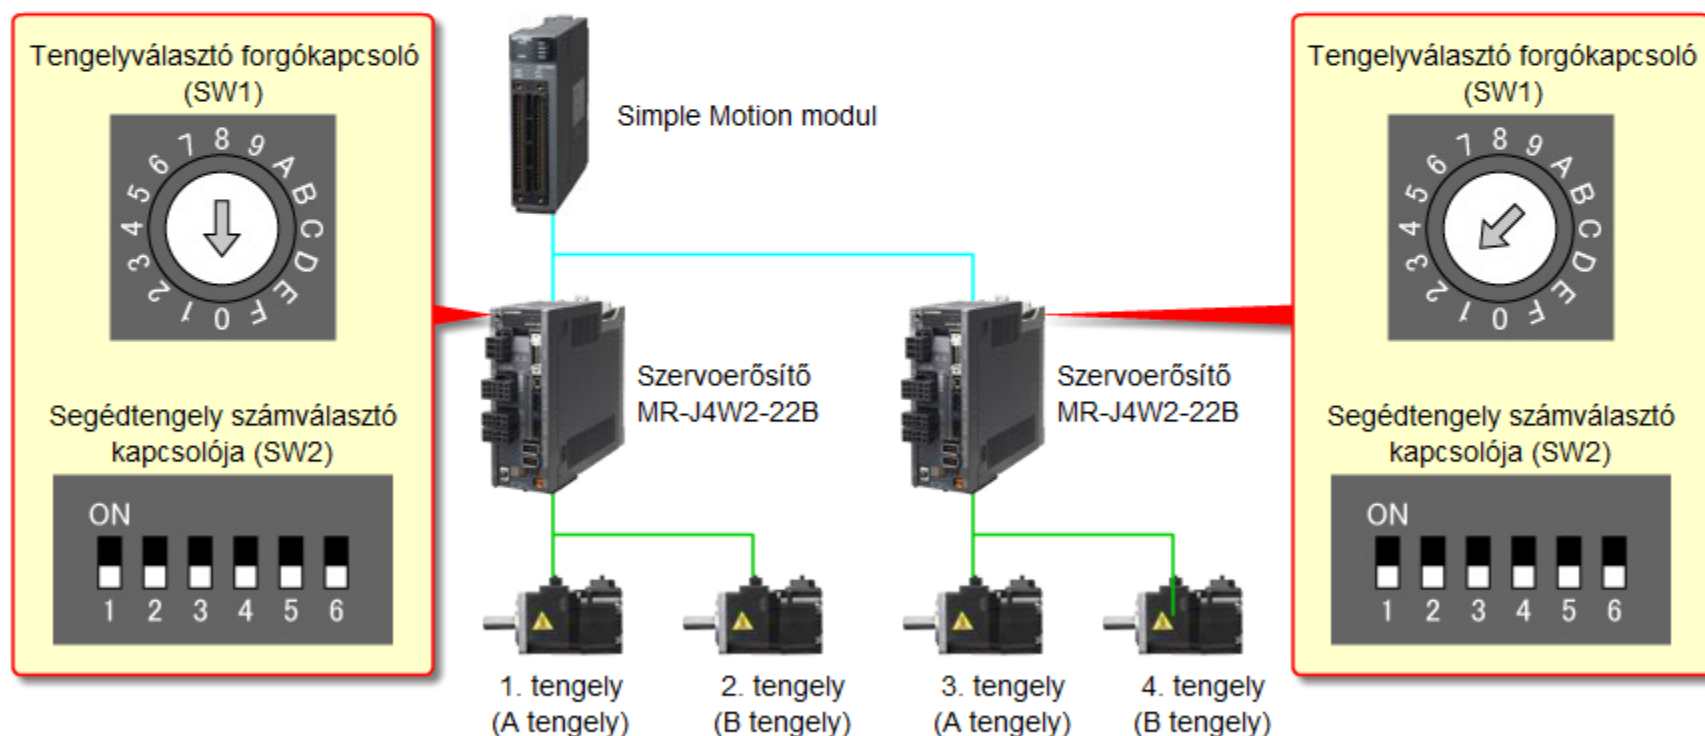 Tengelyválasztó forgókapcsoló
(SW1)
0 1 2 3 4 5 6 7 8 9 A B C D E F
Segédtengely számválasztó
kapcsolója (SW2)
ON
1 2 3 4 5 6
Simple Motion modul
Szervoerősítő
MR-J4W2-22B
Szervoerősítő
MR-J4W2-22B
1. tengely
(A tengely)
2. tengely
(B tengely)
3. tengely
(A tengely)
4. tengely
(B tengely)
Tengelyválasztó forgókapcsoló
(SW1)
0 1 2 3 4 5 6 7 8 9 A B C D E F
Segédtengely számválasztó
kapcsolója (SW2)
ON
1 2 3 4 5 6